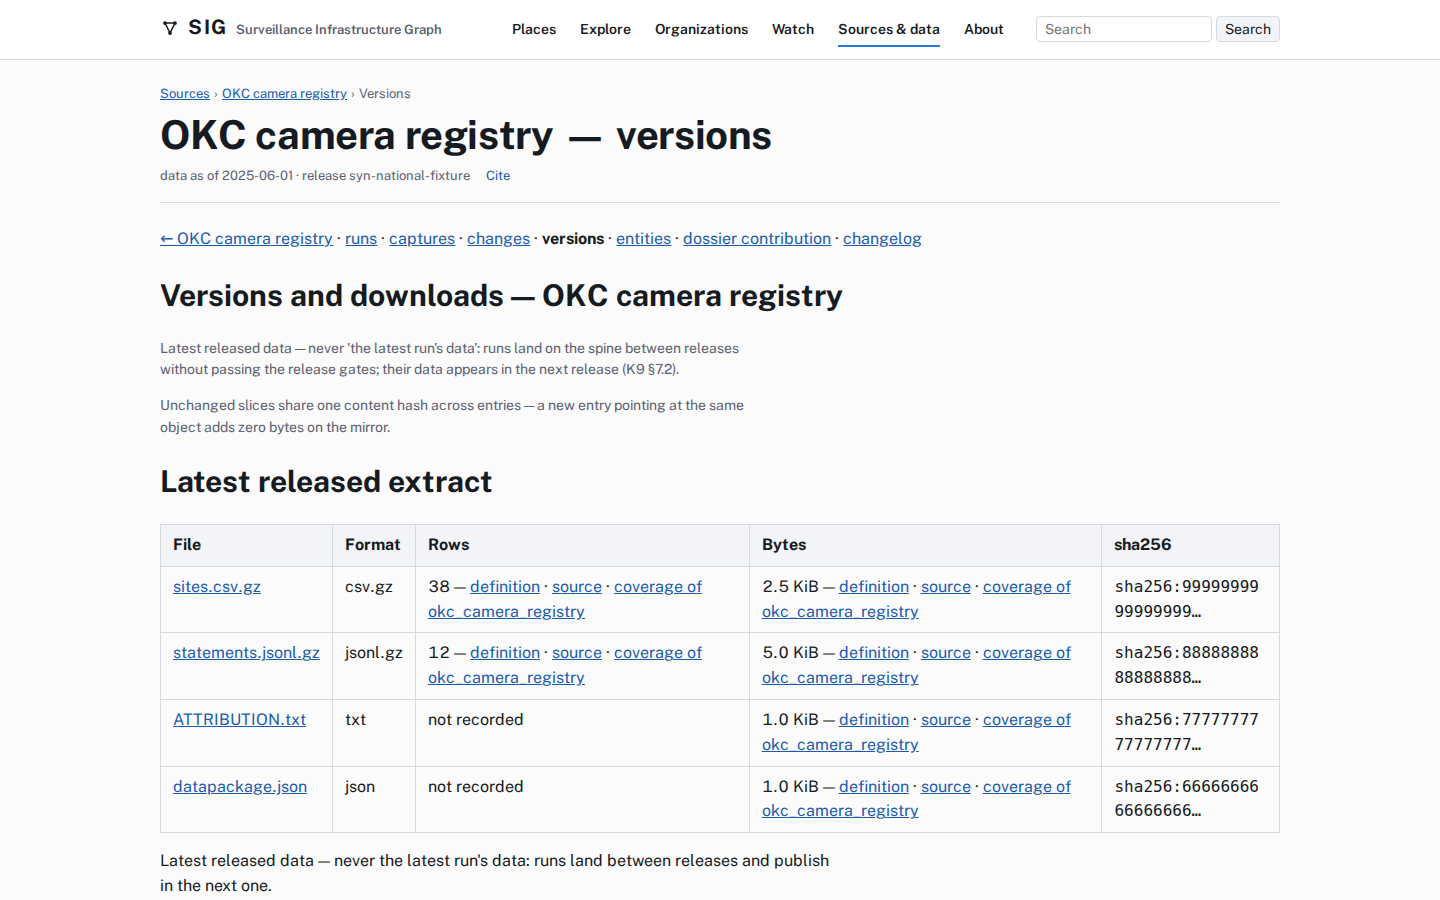 SIG Surveillance Infrastructure Graph Places Explore Organizations Watch Sources & data About Search Search
Sources › OKC camera registry › Versions
OKC camera registry — versions
data as of 2025-06-01 · release syn-national-fixture Cite
← OKC camera registry · runs · captures · changes · versions · entities · dossier contribution · changelog
Versions and downloads — OKC camera registry
Latest released data — never 'the latest run's data': runs land on the spine between releases
without passing the release gates; their data appears in the next release (K9 §7.2).
Unchanged slices share one content hash across entries — a new entry pointing at the same
object adds zero bytes on the mirror.
Latest released extract
File Format Rows Bytes sha256
sites.csv.gz csv.gz 38 — definition · source · coverage of 2.5 KiB — definition · source · coverage of sha256:99999999
okc_camera_registry okc_camera_registry 99999999…
statements.jsonl.gz jsonl.gz 12 — definition · source · coverage of 5.0 KiB — definition · source · coverage of sha256:88888888
okc_camera_registry okc_camera_registry 88888888…
ATTRIBUTION.txt txt not recorded 1.0 KiB — definition · source · coverage of sha256:77777777
okc_camera_registry 77777777…
datapackage.json json not recorded 1.0 KiB — definition · source · coverage of sha256:66666666
okc_camera_registry 66666666…
Latest released data — never the latest run's data: runs land between releases and publish
in the next one.